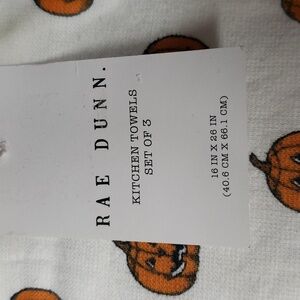 RAE DUNN.
KITCHEN TOWELS
SET OF 3
16 IN X 26 IN
(40.6 CM X 66.1 CM)